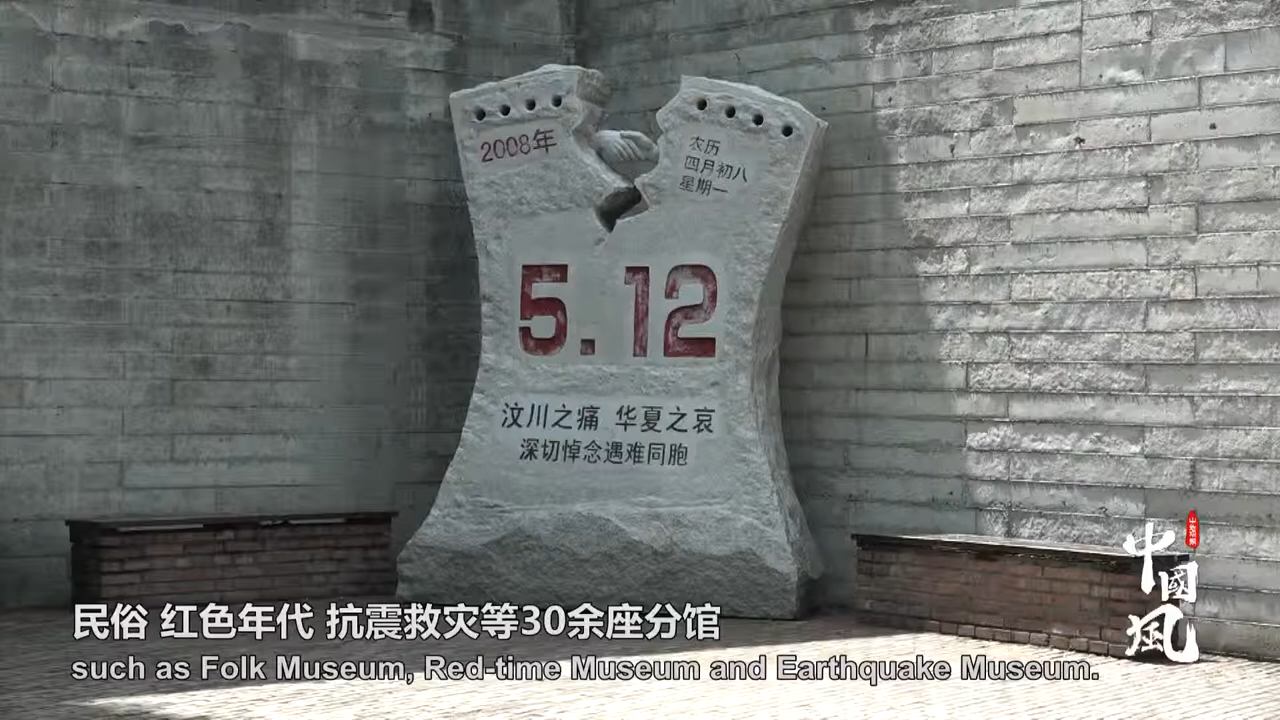 2008年
农历
四月初八
星期一
5.12
汶川之痛 华夏之哀
深切悼念遇难同胞
中國風
民俗 红色年代 抗震救灾等30余座分馆
such as Folk Museum, Red-time Museum and Earthquake Museum.